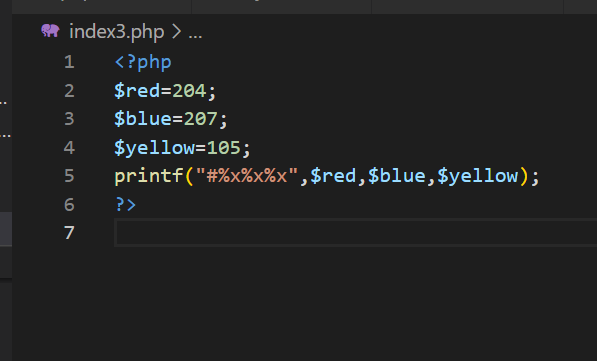 index3.php > ...
1 <?php
2 $red=204;
3 $blue=207;
4 $yellow=105;
5 printf("#%x%x%x",$red,$blue,$yellow);
6 ?>
7